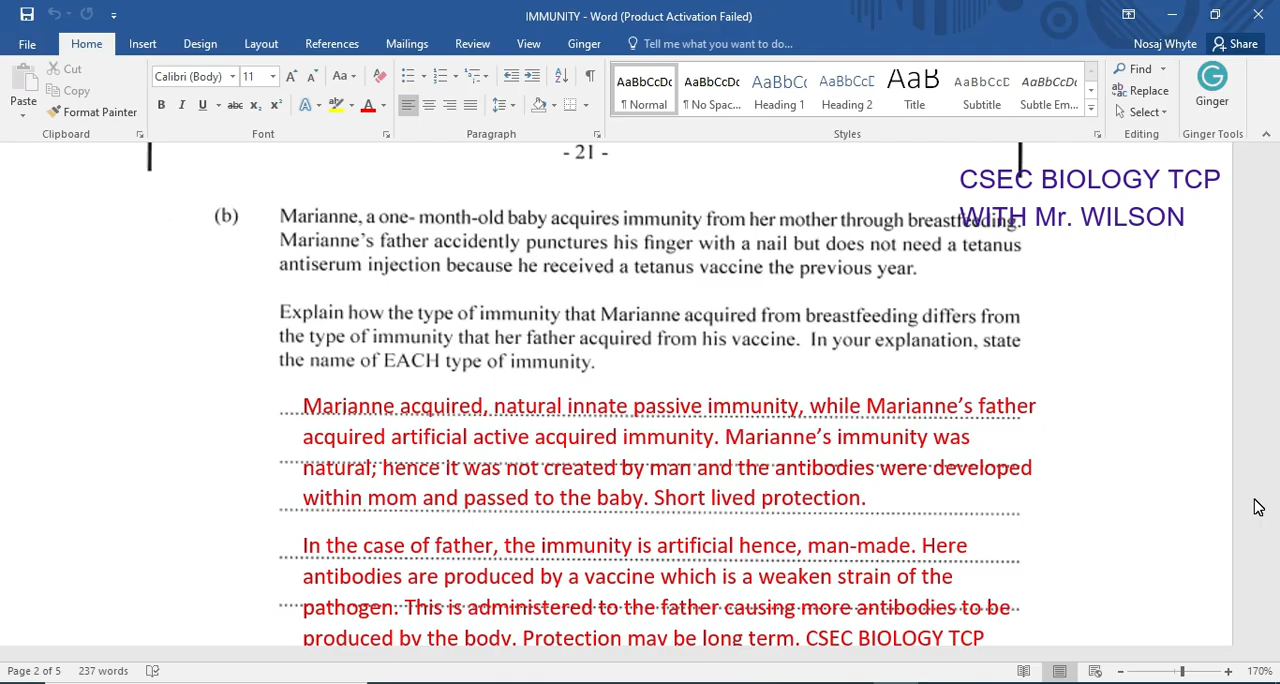 IMMUNITY - Word (Product Activation Failed)
File Home Insert Design Layout References Mailings Review View Ginger Tell me what you want to do... Nosaj Whyte Share
Paste
Cut
Copy
Format Painter
Calibri (Body) 11
AaBbCcDc AaBbCcDc AaBbCc AaBbCcD AaB AaBbCcD AaBbCcDc
¶ Normal ¶ No Spac... Heading 1 Heading 2 Title Subtitle Subtle Em...
Find
Replace
Select
Ginger
Clipboard Font Paragraph Styles Editing Ginger Tools
- 21 -
CSEC BIOLOGY TCP
WITH Mr. WILSON
(b) Marianne, a one- month-old baby acquires immunity from her mother through breastfeeding.
Marianne's father accidently punctures his finger with a nail but does not need a tetanus
antiserum injection because he received a tetanus vaccine the previous year.
Explain how the type of immunity that Marianne acquired from breastfeeding differs from
the type of immunity that her father acquired from his vaccine. In your explanation, state
the name of EACH type of immunity.
Marianne acquired, natural innate passive immunity, while Marianne's father
acquired artificial active acquired immunity. Marianne's immunity was
natural; hence it was not created by man and the antibodies were developed
within mom and passed to the baby. Short lived protection.
In the case of father, the immunity is artificial hence, man-made. Here
antibodies are produced by a vaccine which is a weaken strain of the
pathogen. This is administered to the father causing more antibodies to be
produced by the body. Protection may be long term. CSEC BIOLOGY TCP
Page 2 of 5 237 words 170%